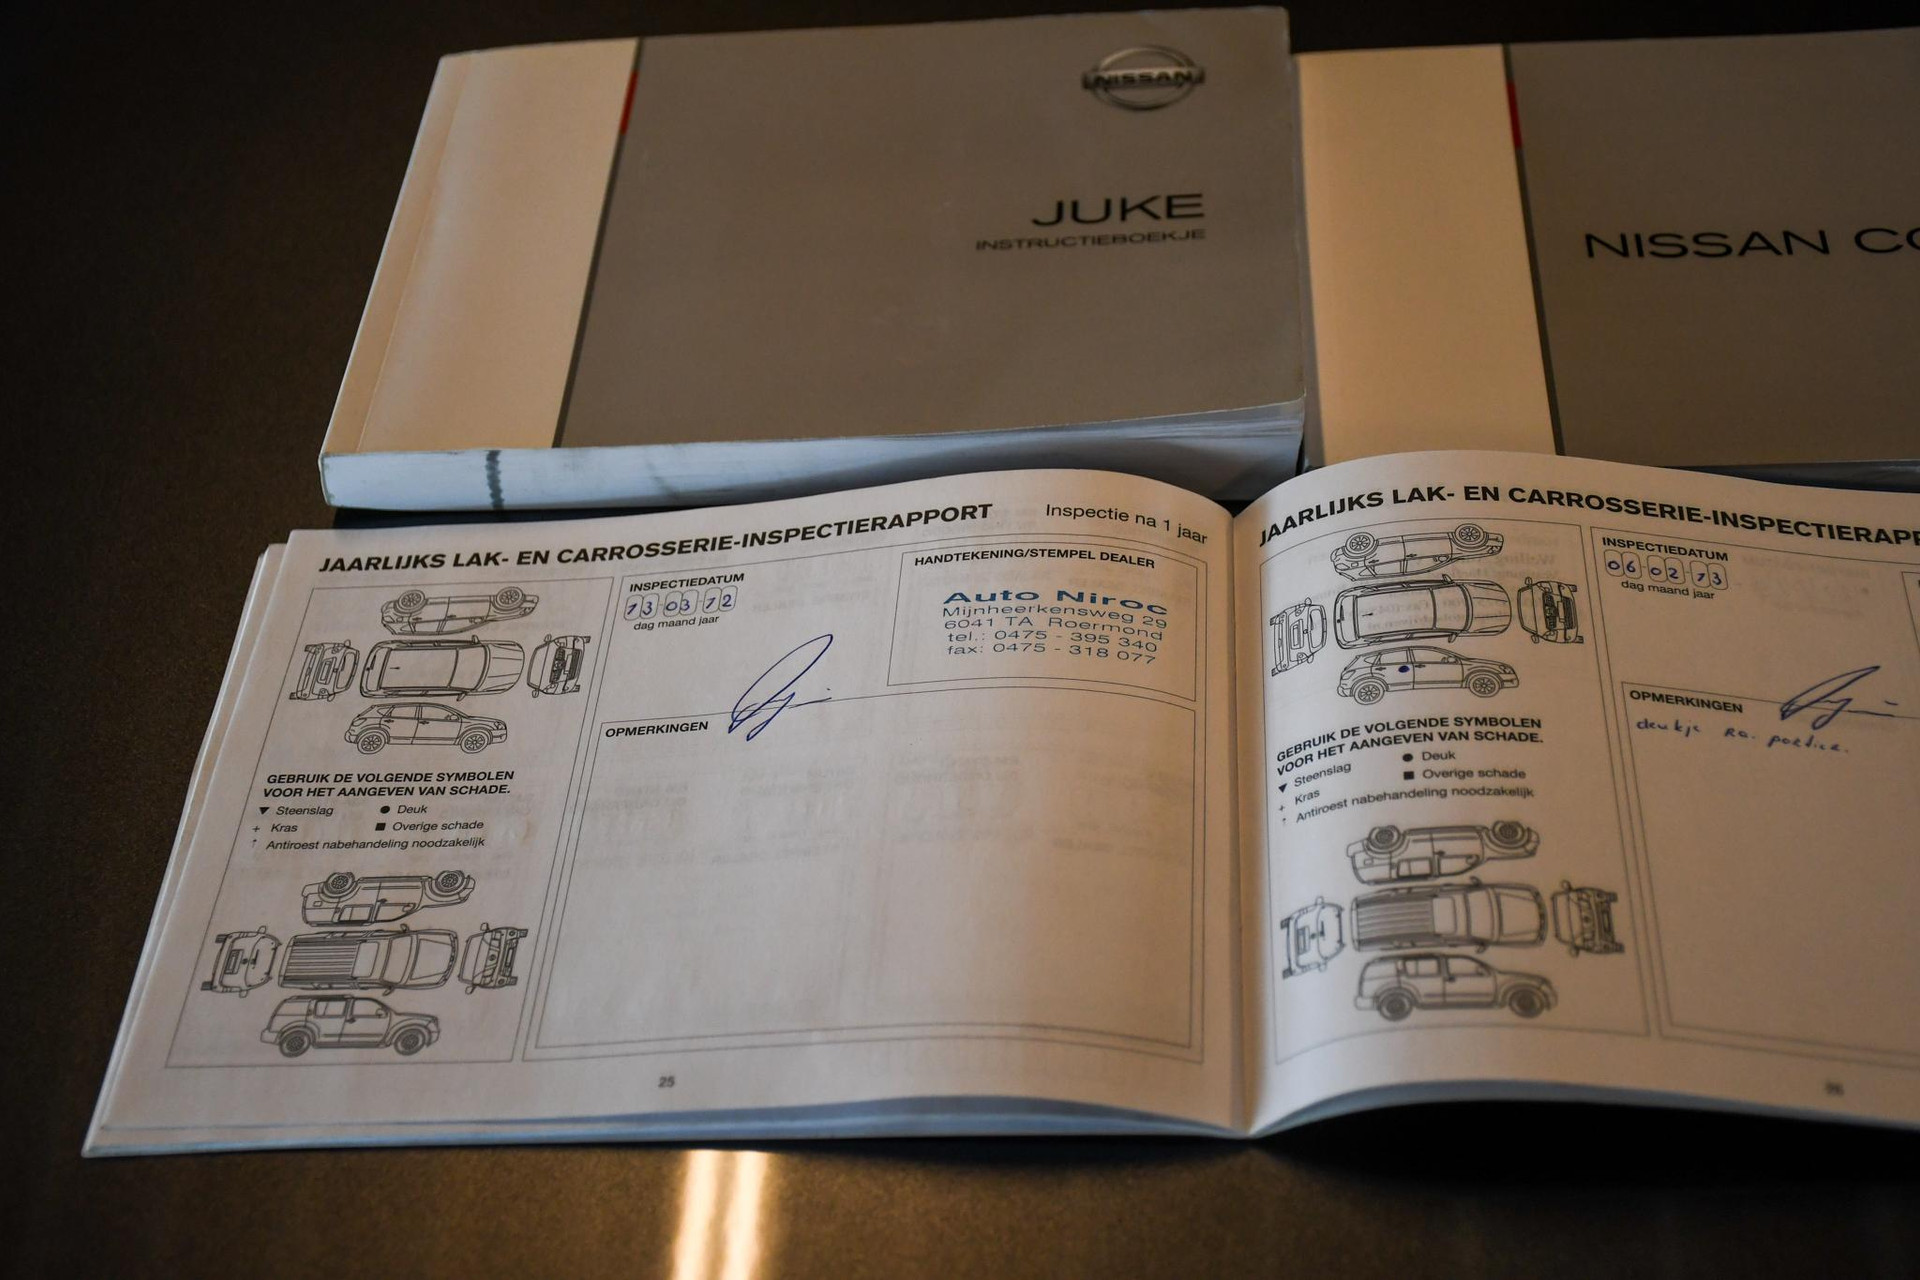 NISSAN
JUKE
INSTRUCTIEBOEKJE
NISSAN CO
JAARLIJKS LAK- EN CARROSSERIE-INSPECTIERAPPORT
Inspectie na 1 jaar
INSPECTIEDATUM
13 03 12
dag maand jaar
HANDTEKENING/STEMPEL DEALER
Auto Niroc
Mijnheerkensweg 29
6041 TA Roermond
tel.: 0475 - 395 340
fax: 0475 - 318 077
OPMERKINGEN
GEBRUIK DE VOLGENDE SYMBOLEN
VOOR HET AANGEVEN VAN SCHADE.
▼ Steenslag ● Deuk
+ Kras ■ Overige schade
↑ Antiroest nabehandeling noodzakelijk
25
JAARLIJKS LAK- EN CARROSSERIE-INSPECTIERAPP
INSPECTIEDATUM
06 02 13
dag maand jaar
OPMERKINGEN
deukje RA. portier.
GEBRUIK DE VOLGENDE SYMBOLEN
VOOR HET AANGEVEN VAN SCHADE.
▼ Steenslag ● Deuk
+ Kras ■ Overige schade
↑ Antiroest nabehandeling noodzakelijk
26